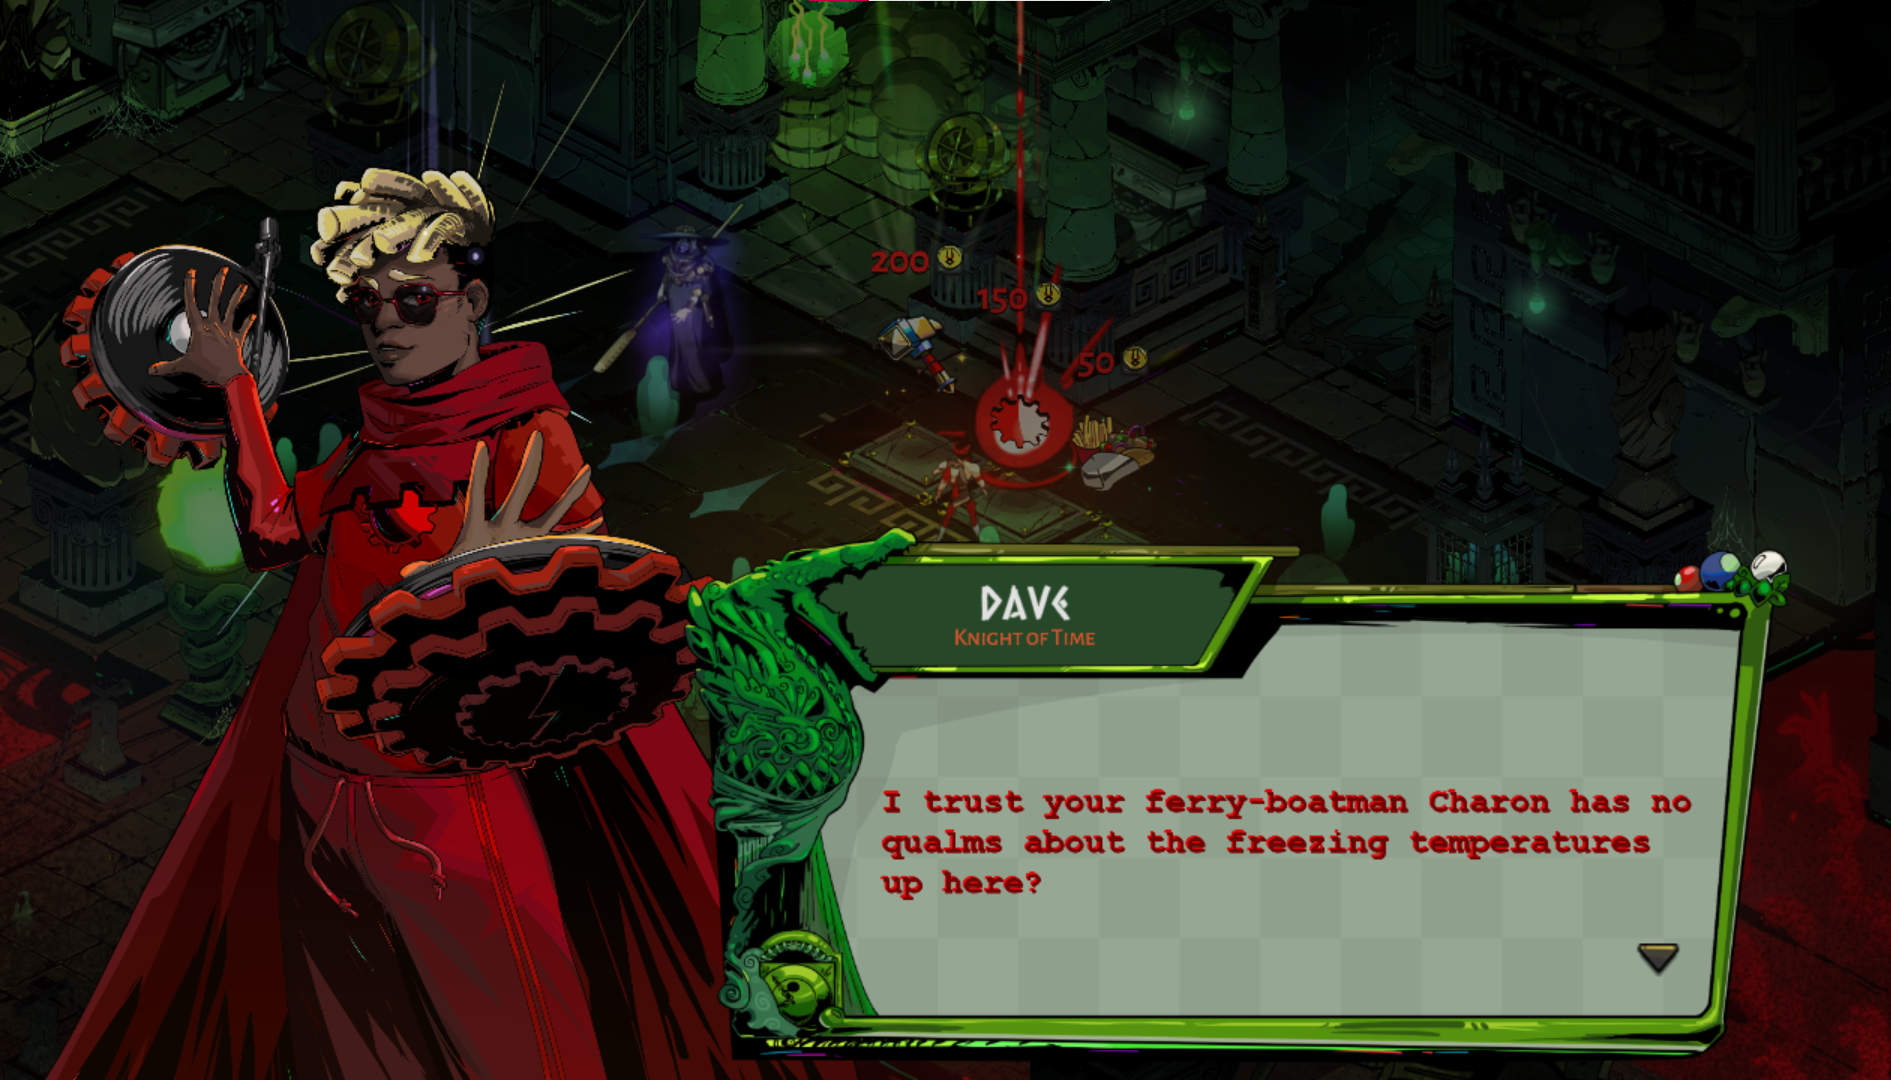 200
150
50
DAVE
KNIGHT OF TIME
I trust your ferry-boatman Charon has no
qualms about the freezing temperatures
up here?